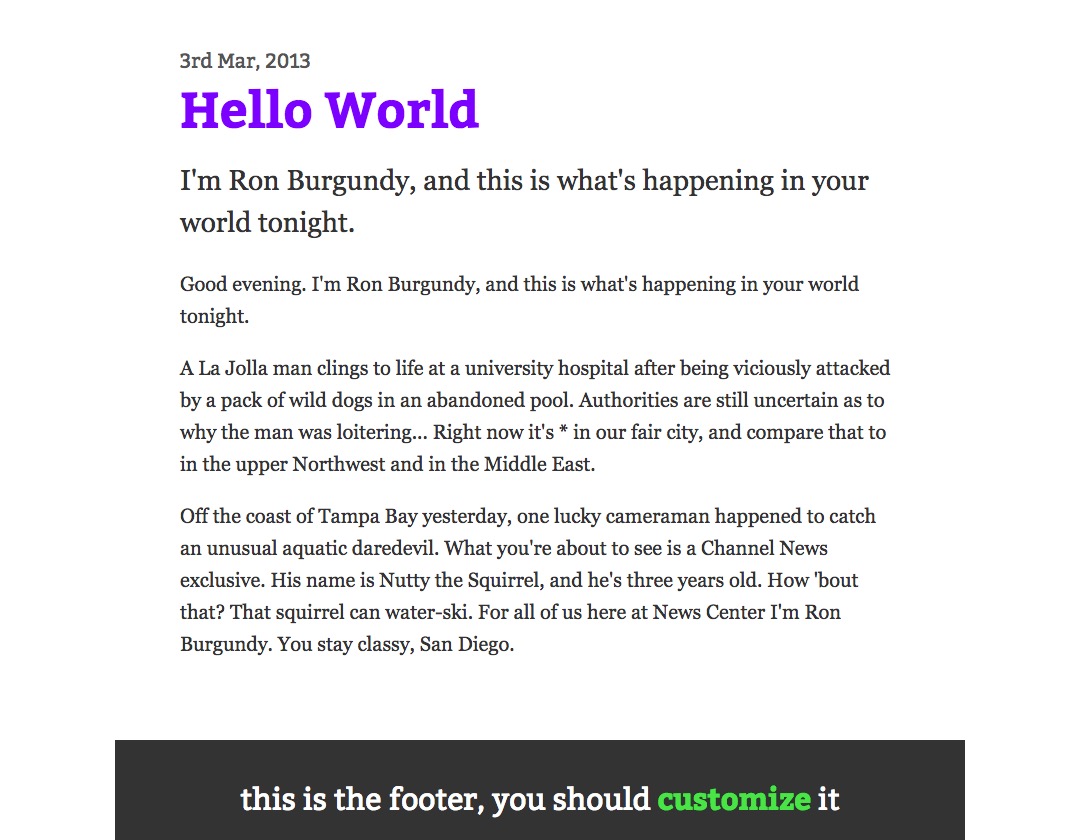 3rd Mar, 2013
Hello World
I'm Ron Burgundy, and this is what's happening in your
world tonight.
Good evening. I'm Ron Burgundy, and this is what's happening in your world
tonight.
A La Jolla man clings to life at a university hospital after being viciously attacked
by a pack of wild dogs in an abandoned pool. Authorities are still uncertain as to
why the man was loitering... Right now it's * in our fair city, and compare that to
in the upper Northwest and in the Middle East.
Off the coast of Tampa Bay yesterday, one lucky cameraman happened to catch
an unusual aquatic daredevil. What you're about to see is a Channel News
exclusive. His name is Nutty the Squirrel, and he's three years old. How 'bout
that? That squirrel can water-ski. For all of us here at News Center I'm Ron
Burgundy. You stay classy, San Diego.
this is the footer, you should customize it